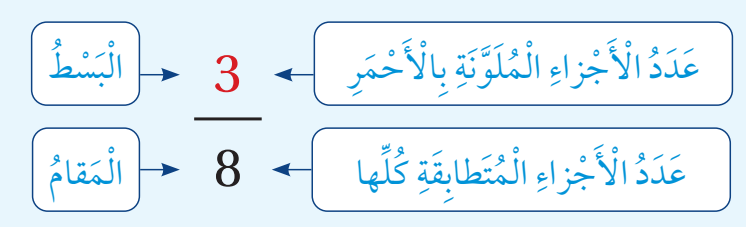 عَدَدُ الْأَجْزاءِ الْمُلَوَّنَةِ بِالْأَحْمَرِ
3
الْبَسْطُ
عَدَدُ الْأَجْزاءِ الْمُتَطابِقَةِ كُلِّها
8
الْمَقامُ